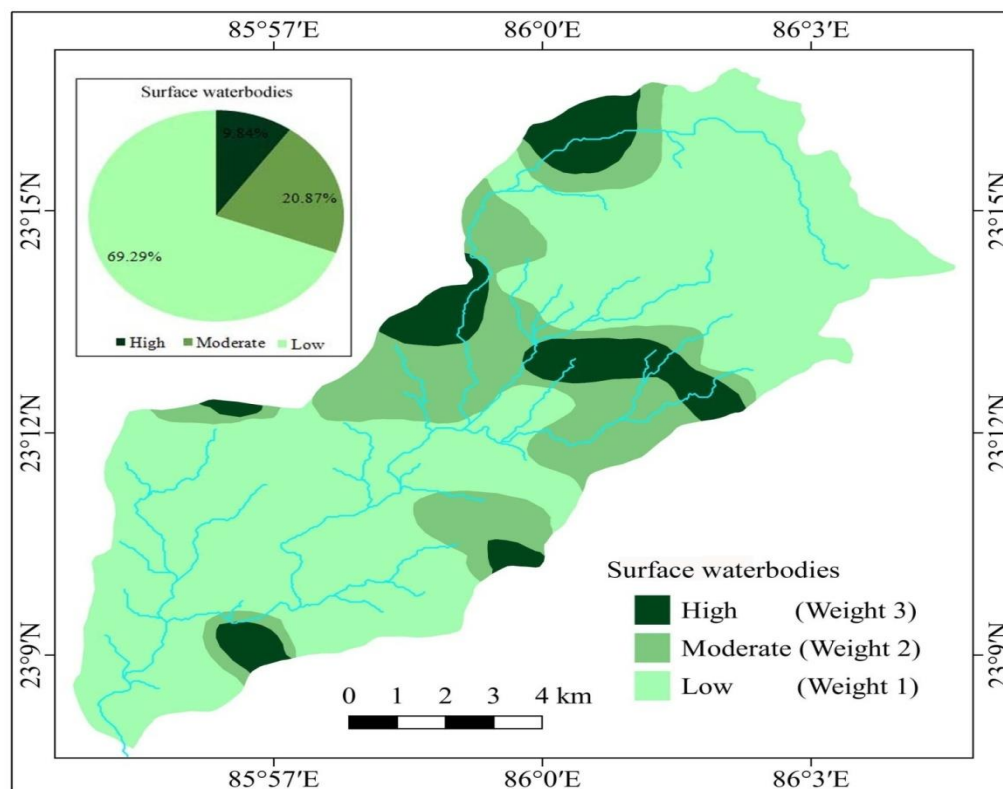 85°57'E 86°0'E 86°3'E
Surface waterbodies
9.84%
20.87%
69.29%
High Moderate Low
23°15'N 23°15'N
23°12'N 23°12'N
23°9'N 23°9'N
Surface waterbodies
High (Weight 3)
Moderate (Weight 2)
Low (Weight 1)
0 1 2 3 4 km
85°57'E 86°0'E 86°3'E